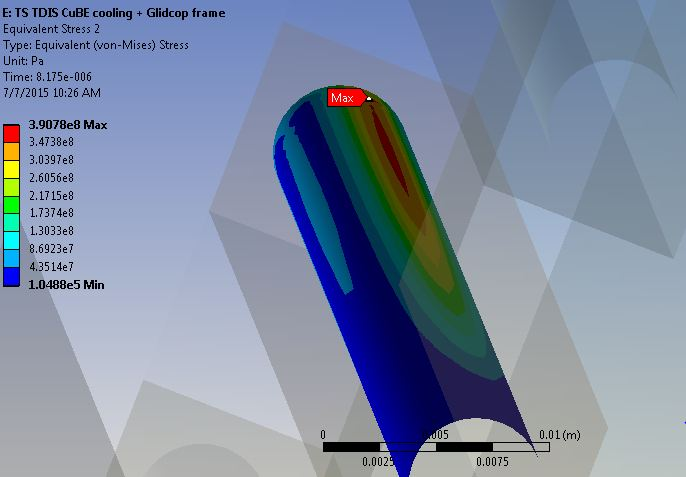 E: TS TDIS CuBE cooling + Glidcop frame
Equivalent Stress 2
Type: Equivalent (von-Mises) Stress
Unit: Pa
Time: 8.175e-006
7/7/2015 10:26 AM
Max
3.9078e8 Max
3.4738e8
3.0397e8
2.6056e8
2.1715e8
1.7374e8
1.3033e8
8.6923e7
4.3514e7
1.0488e5 Min
0 0.005 0.01 (m)
0.0025 0.0075